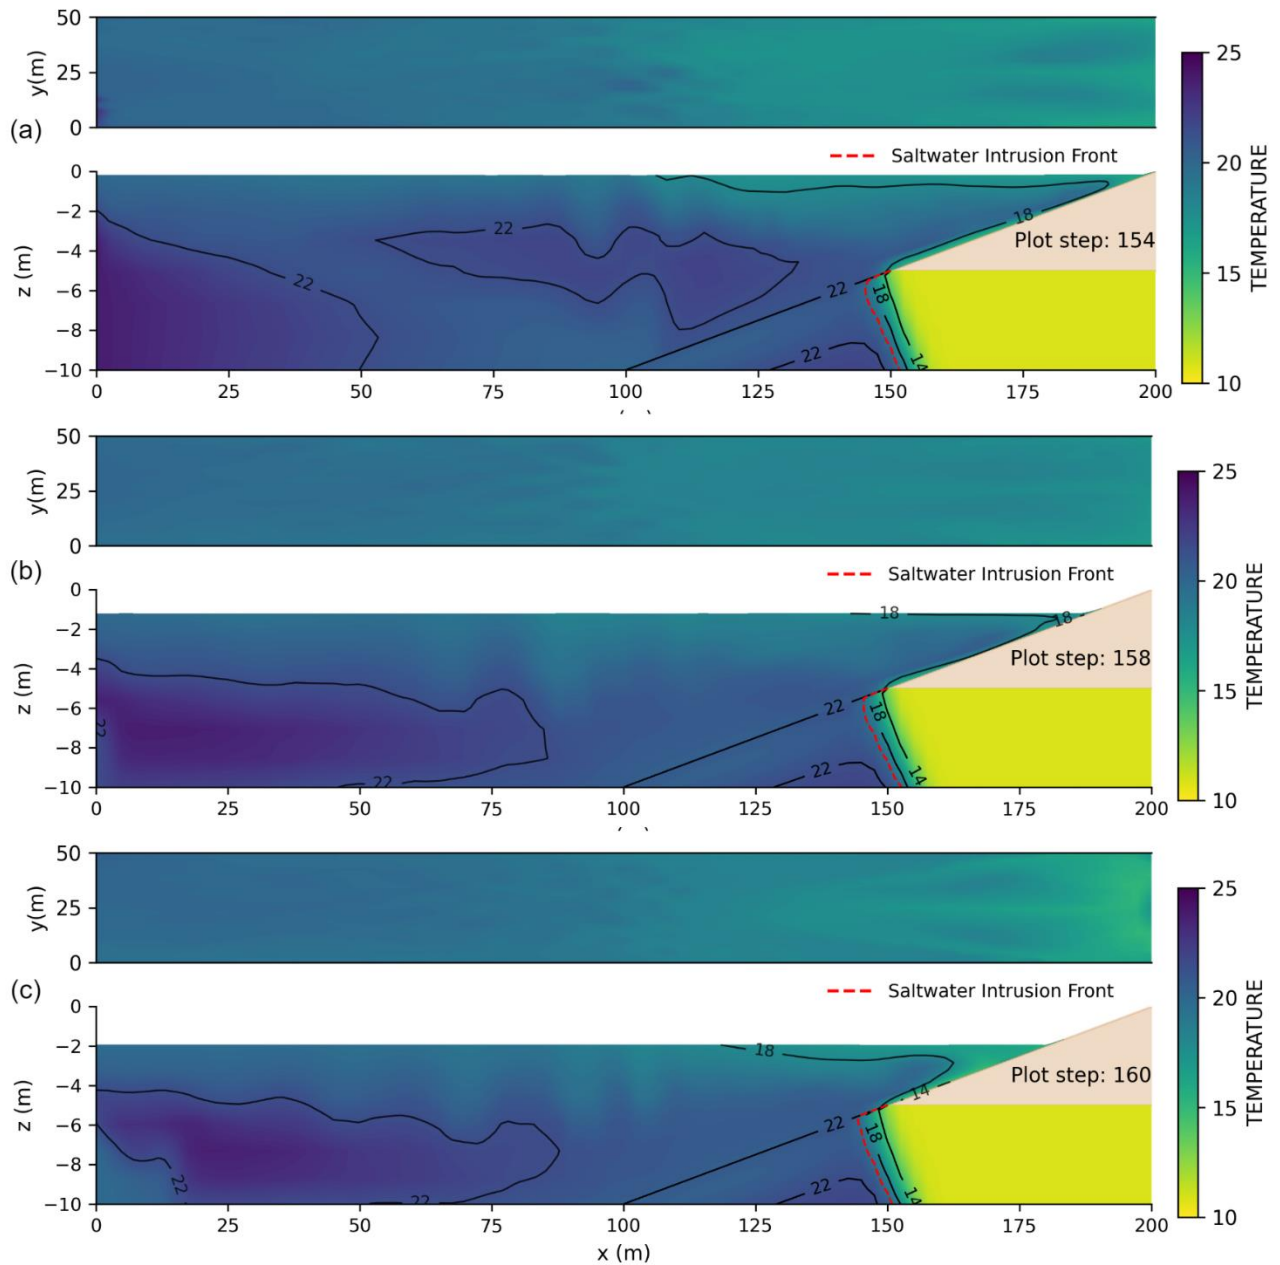 50
25
0
y(m)
(a)
Saltwater Intrusion Front
0
−2
−4
−6
−8
−10
z (m)
22
22
22
22
18
18
14
Plot step: 154
0 25 50 75 100 125 150 175 200
25
20
15
10
TEMPERATURE
50
25
0
y(m)
(b)
Saltwater Intrusion Front
0
−2
−4
−6
−8
−10
z (m)
18
18
22
22
22
22
18
14
Plot step: 158
0 25 50 75 100 125 150 175 200
25
20
15
10
TEMPERATURE
50
25
0
y(m)
(c)
Saltwater Intrusion Front
0
−2
−4
−6
−8
−10
z (m)
18
14
22
18
22
22
22
14
Plot step: 160
0 25 50 75 100 125 150 175 200
x (m)
25
20
15
10
TEMPERATURE